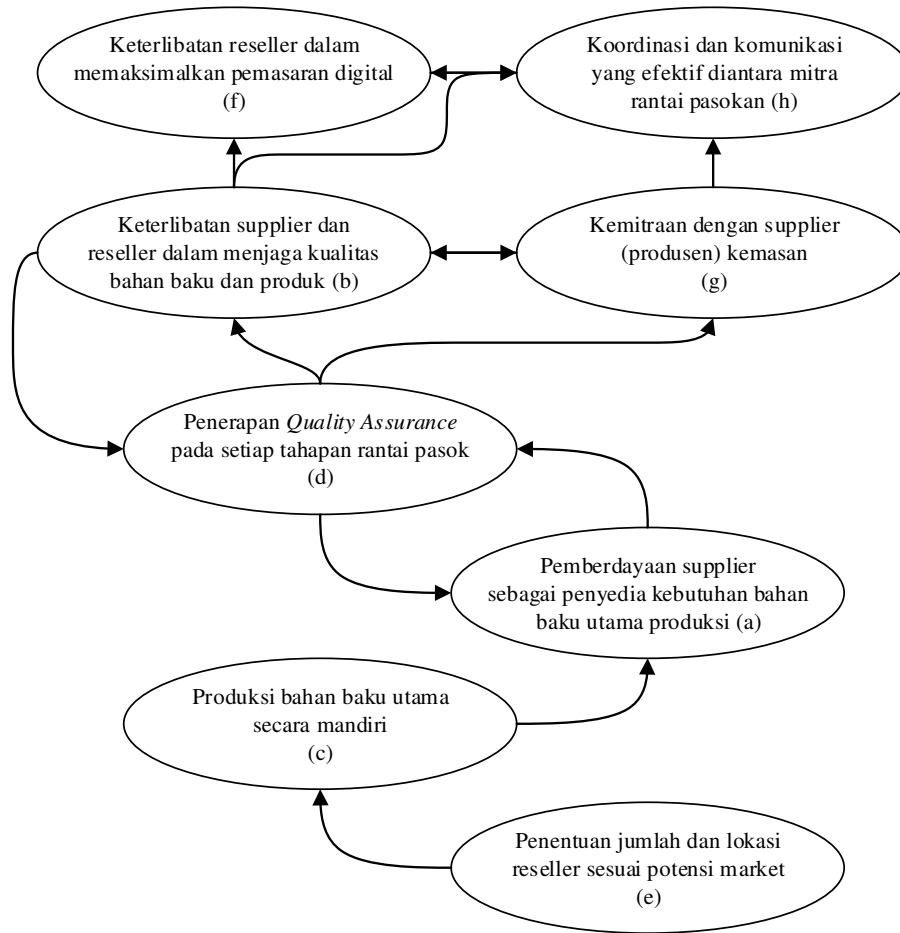 Keterlibatan reseller dalam
memaksimalkan pemasaran digital
(f)
Koordinasi dan komunikasi
yang efektif diantara mitra
rantai pasokan (h)
Keterlibatan supplier dan
reseller dalam menjaga kualitas
bahan baku dan produk (b)
Kemitraan dengan supplier
(produsen) kemasan
(g)
Penerapan Quality Assurance
pada setiap tahapan rantai pasok
(d)
Pemberdayaan supplier
sebagai penyedia kebutuhan bahan
baku utama produksi (a)
Produksi bahan baku utama
secara mandiri
(c)
Penentuan jumlah dan lokasi
reseller sesuai potensi market
(e)